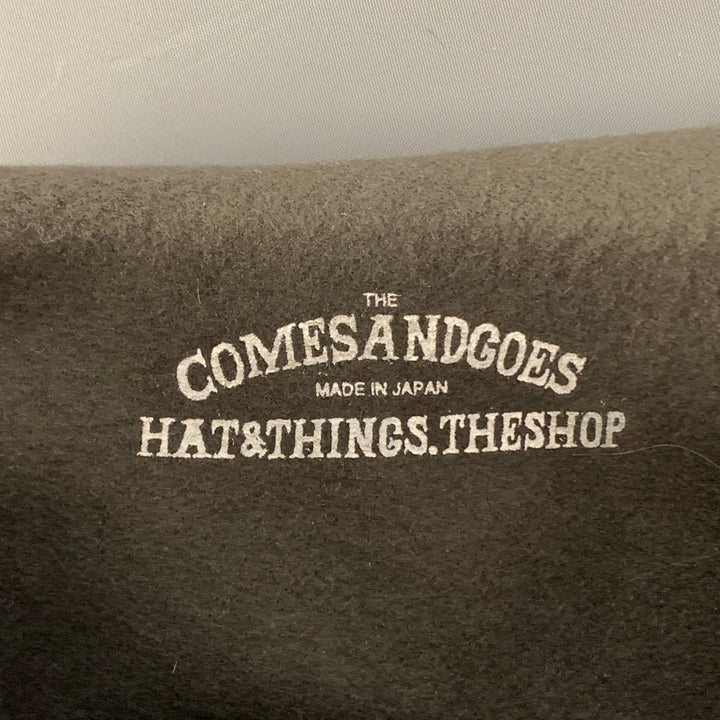 THE
COMESANDGOES
MADE IN JAPAN
HAT&THINGS.THESHOP